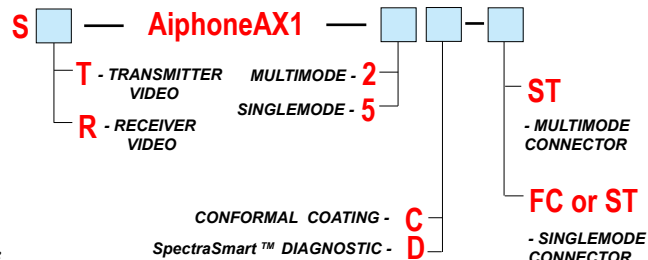 S — AiphoneAX1 — -
T - TRANSMITTER VIDEO
R - RECEIVER VIDEO
MULTIMODE - 2
SINGLEMODE - 5
CONFORMAL COATING - C
SpectraSmart ™ DIAGNOSTIC - D
ST
- MULTIMODE
CONNECTOR
FC or ST
- SINGLEMODE
CONNECTOR